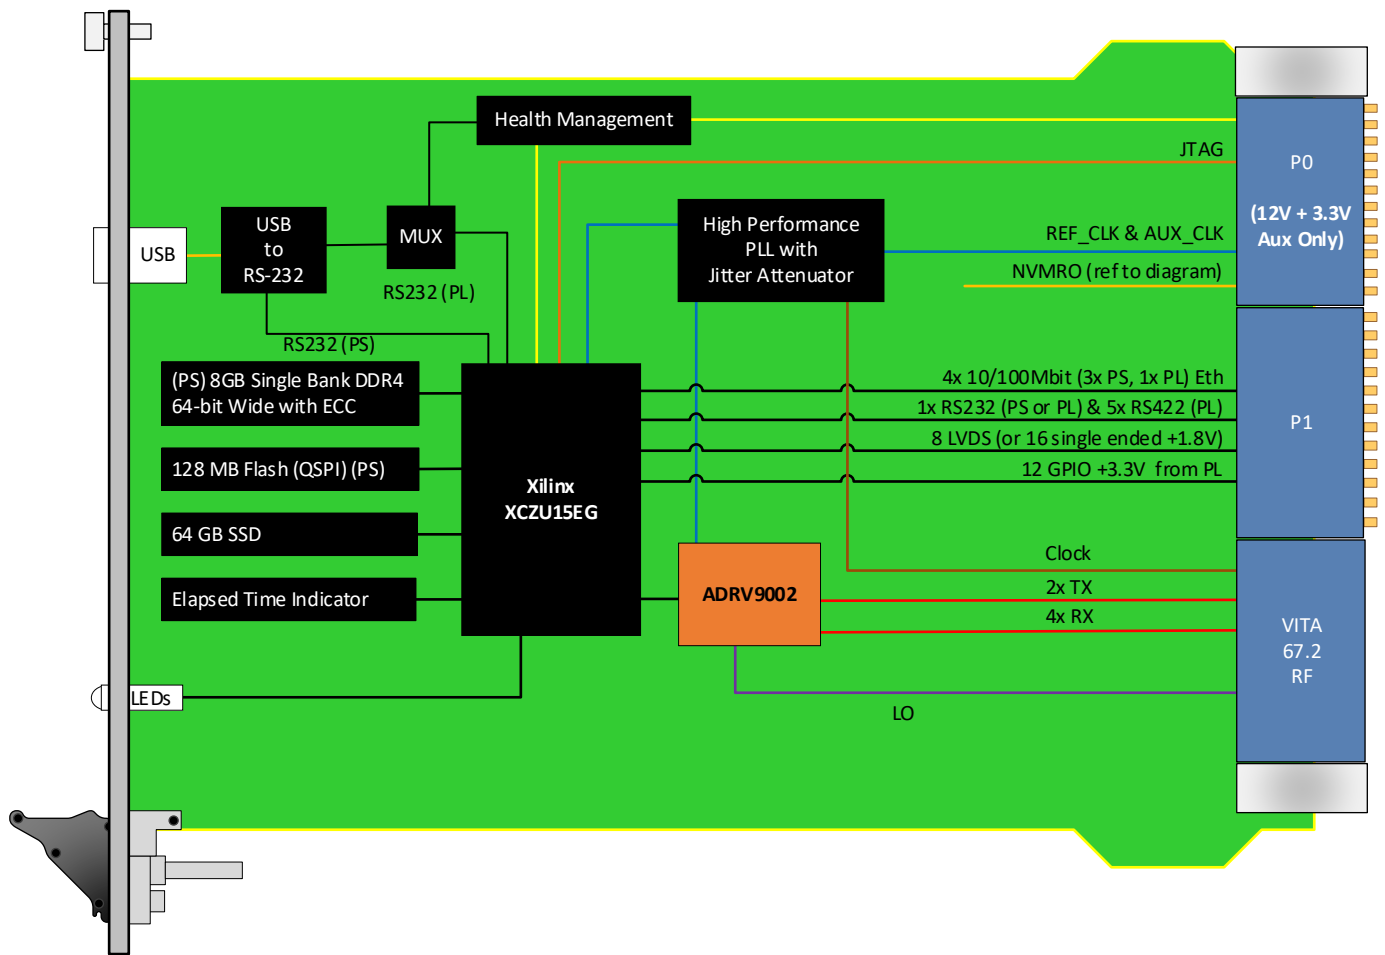 Health Management
JTAG
P0
(12V + 3.3V
Aux Only)
USB
USB
to
RS-232
MUX
RS232 (PL)
RS232 (PS)
High Performance
PLL with
Jitter Attenuator
REF_CLK & AUX_CLK
NVMRO (ref to diagram)
(PS) 8GB Single Bank DDR4
64-bit Wide with ECC
128 MB Flash (QSPI) (PS)
64 GB SSD
Elapsed Time Indicator
Xilinx
XCZU15EG
4x 10/100Mbit (3x PS, 1x PL) Eth
1x RS232 (PS or PL) & 5x RS422 (PL)
8 LVDS (or 16 single ended +1.8V)
12 GPIO +3.3V from PL
P1
ADRV9002
Clock
2x TX
4x RX
VITA
67.2
RF
LEDs
LO